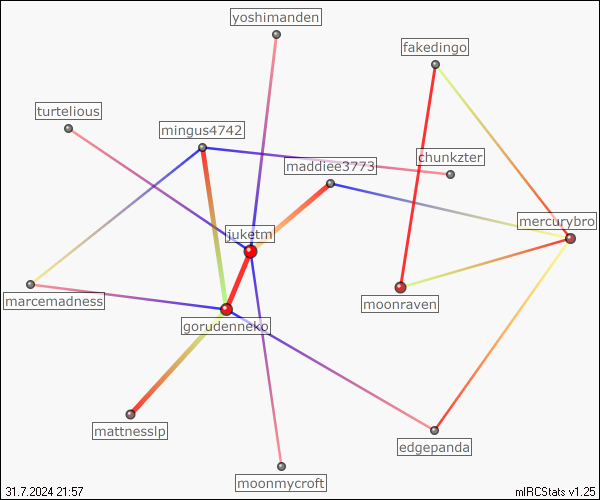 yoshimanden
fakedingo
turtelious
mingus4742
chunkzter
maddiee3773
mercurybro
juketm
marcemadness
moonraven
gorudenneko
mattnesslp
edgepanda
moonmycroft
31.7.2024 21:57
mIRCStats v1.25